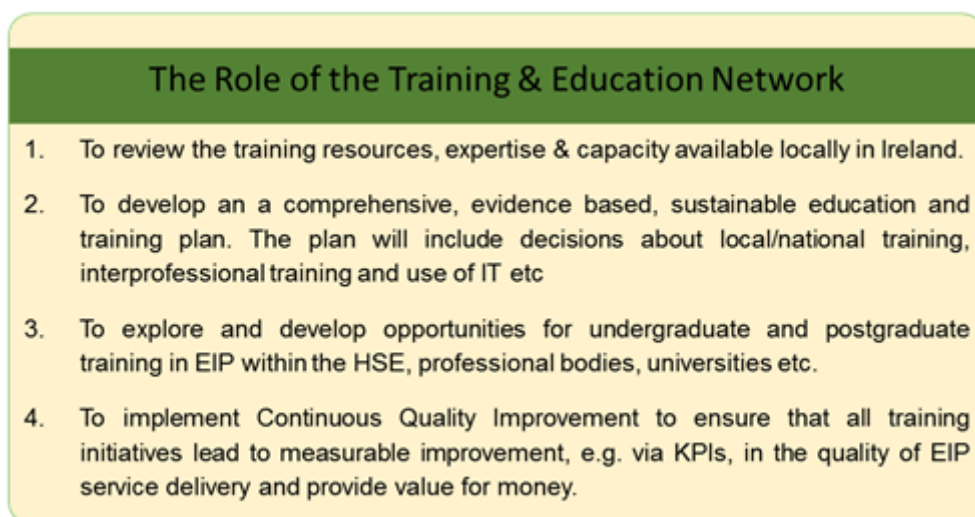 The Role of the Training & Education Network
1. To review the training resources, expertise & capacity available locally in Ireland.
2. To develop an a comprehensive, evidence based, sustainable education and
training plan. The plan will include decisions about local/national training,
interprofessional training and use of IT etc
3. To explore and develop opportunities for undergraduate and postgraduate
training in EIP within the HSE, professional bodies, universities etc.
4. To implement Continuous Quality Improvement to ensure that all training
initiatives lead to measurable improvement, e.g. via KPIs, in the quality of EIP
service delivery and provide value for money.